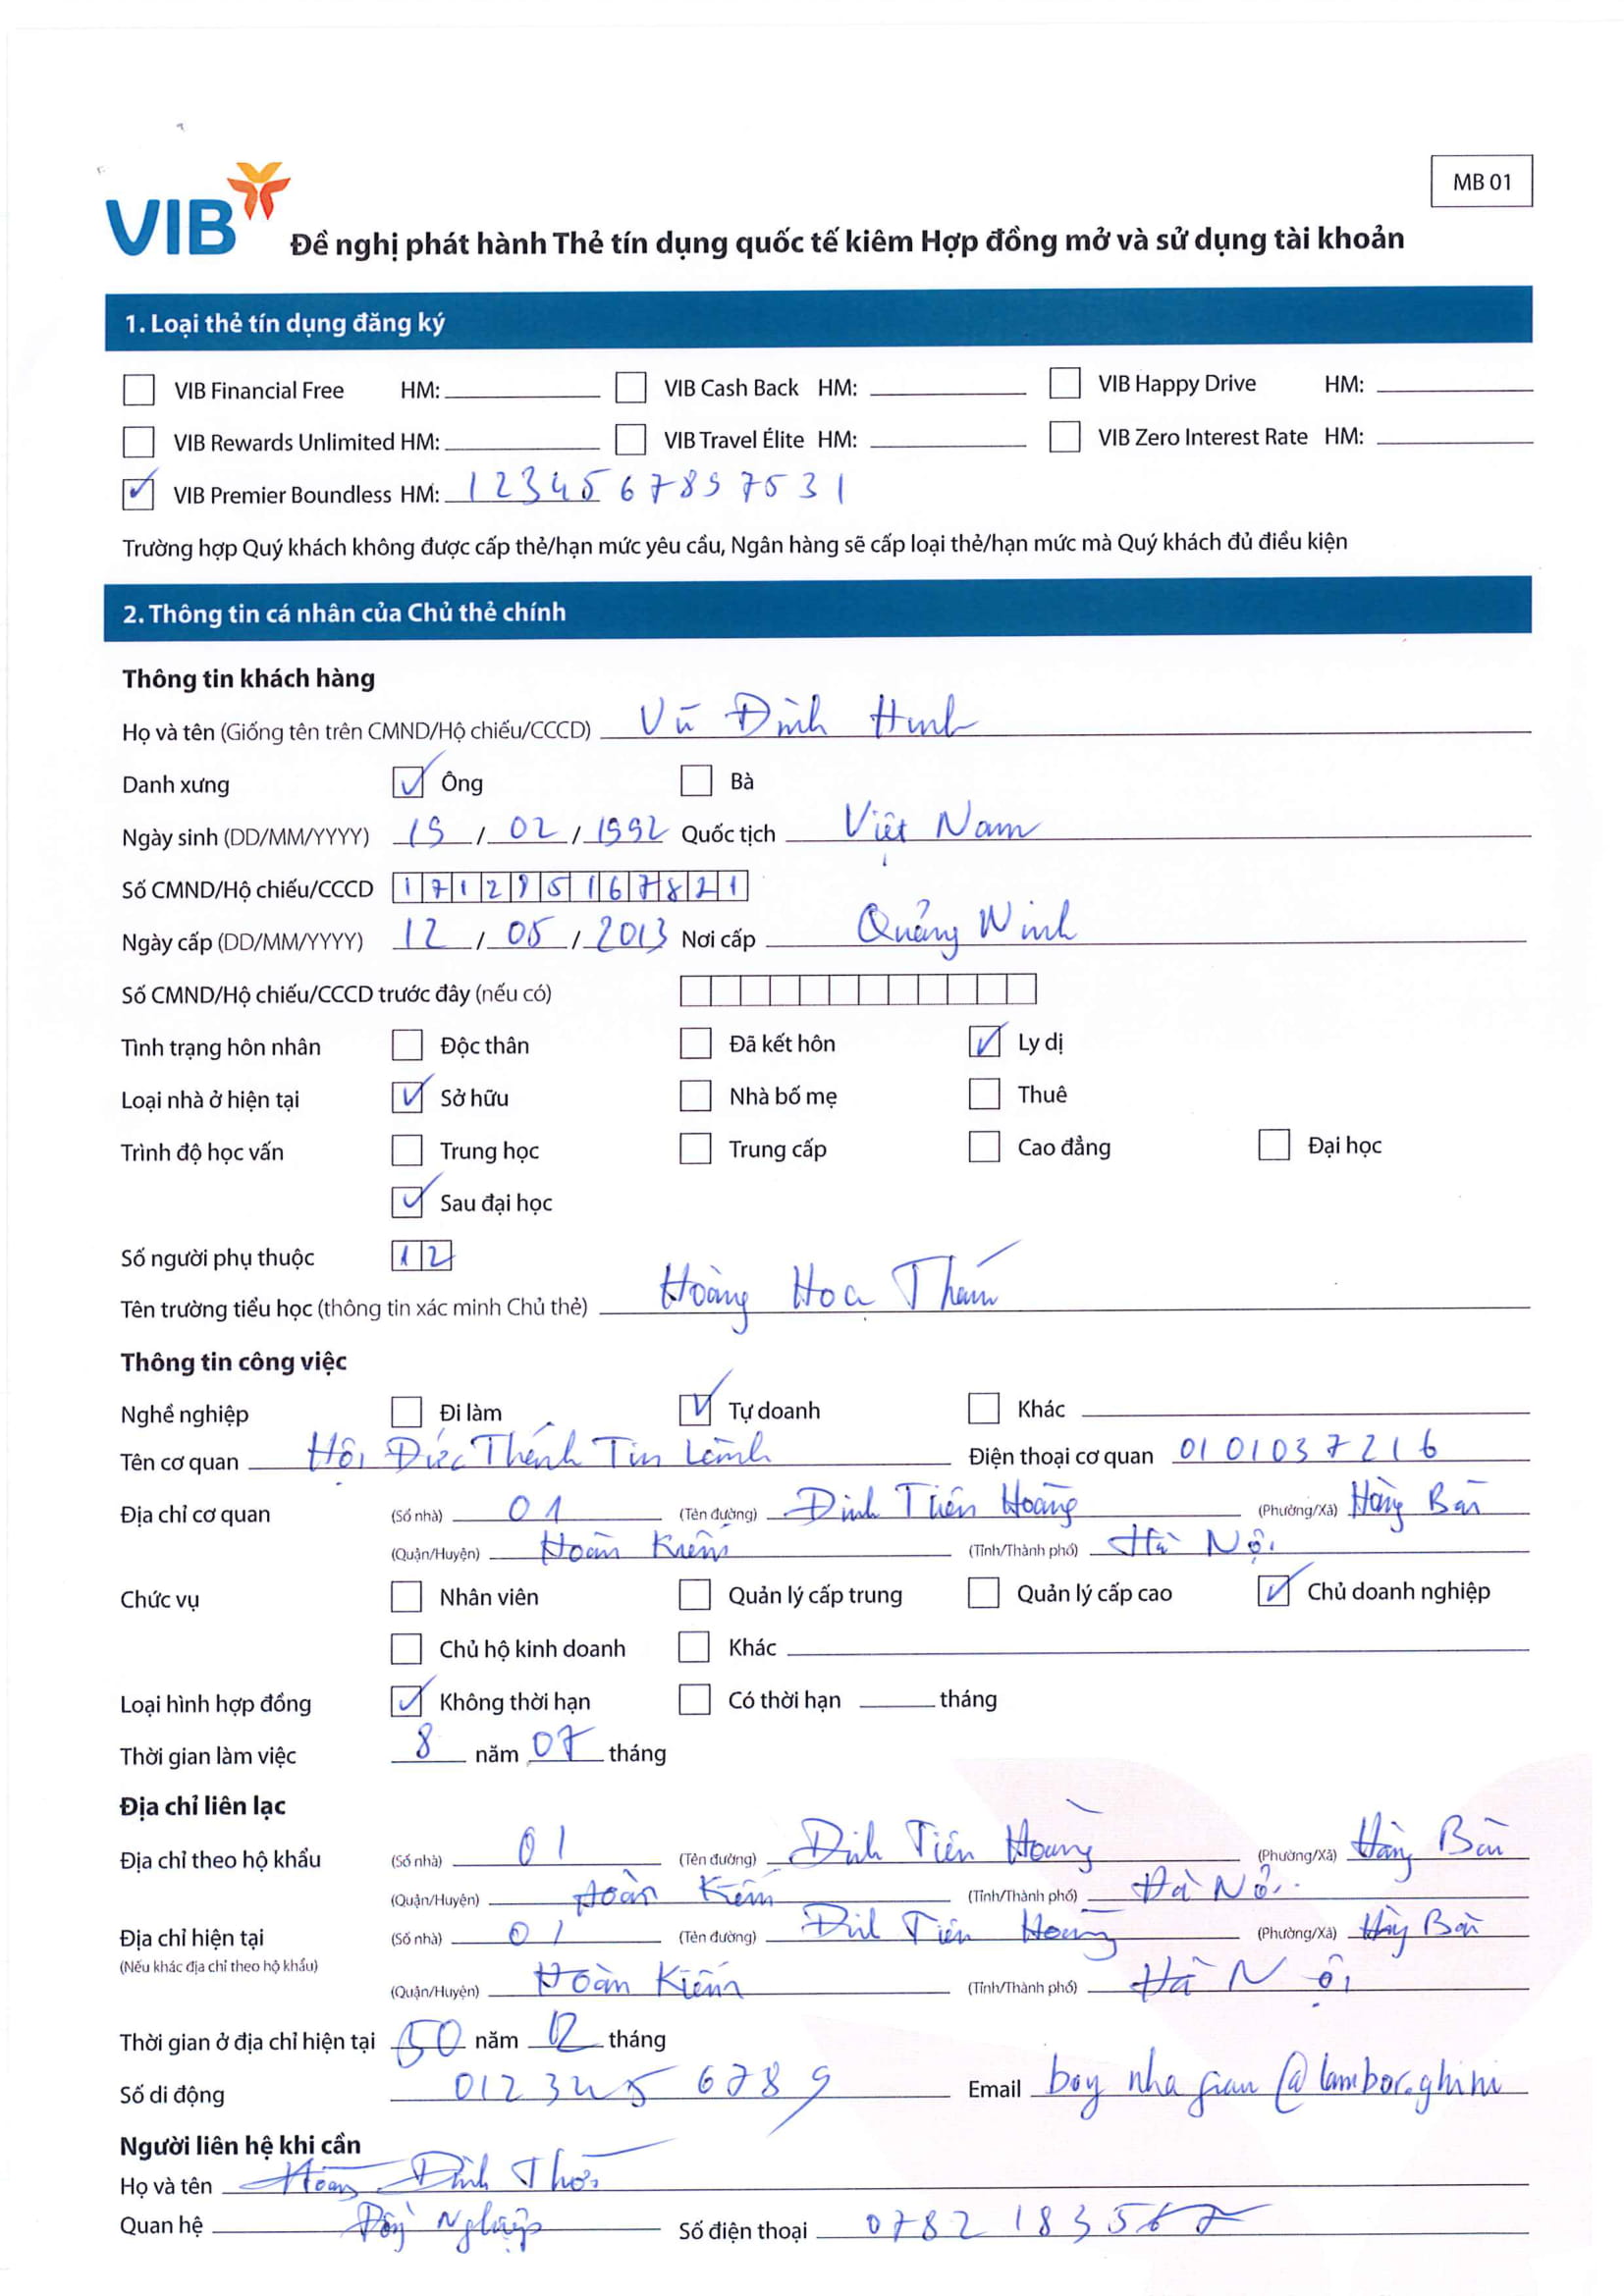 MB 01
VIB
Đề nghị phát hành Thẻ tín dụng quốc tế kiêm Hợp đồng mở và sử dụng tài khoản
1. Loại thẻ tín dụng đăng ký
VIB Financial Free HM: VIB Cash Back HM: VIB Happy Drive HM:
VIB Rewards Unlimited HM: VIB Travel Élite HM: VIB Zero Interest Rate HM:
VIB Premier Boundless HM: 1234567897531
Trường hợp Quý khách không được cấp thẻ/hạn mức yêu cầu, Ngân hàng sẽ cấp loại thẻ/hạn mức mà Quý khách đủ điều kiện
2. Thông tin cá nhân của Chủ thẻ chính
Thông tin khách hàng
Họ và tên (Giống tên trên CMND/Hộ chiếu/CCCD) Vũ Đình
Danh xưng Ông Bà
Ngày sinh (DD/MM/YYYY) 19 / 02 / 1992 Quốc tịch Việt Nam
Số CMND/Hộ chiếu/CCCD 171295167821
Ngày cấp (DD/MM/YYYY) 12 / 05 / 2013 Nơi cấp Quảng Ninh
Số CMND/Hộ chiếu/CCCD trước đây (nếu có)
Tình trạng hôn nhân Độc thân Đã kết hôn Ly dị
Loại nhà ở hiện tại Sở hữu Nhà bố mẹ Thuê
Trình độ học vấn Trung học Trung cấp Cao đẳng Đại học
Sau đại học
Số người phụ thuộc 12
Tên trường tiểu học (thông tin xác minh Chủ thẻ) Hoàng Hoa Thám
Thông tin công việc
Nghề nghiệp Đi làm Tự doanh Khác
Tên cơ quan Hội Đức Thánh Tin Lành Điện thoại cơ quan 0101037216
Địa chỉ cơ quan (Số nhà) 01 (Tên đường) Đinh Tiên Hoàng (Phường/Xã) Hàng Bài
(Quận/Huyện) Hoàn Kiếm (Tỉnh/Thành phố) Hà Nội
Chức vụ Nhân viên Quản lý cấp trung Quản lý cấp cao Chủ doanh nghiệp
Chủ hộ kinh doanh Khác
Loại hình hợp đồng Không thời hạn Có thời hạn tháng
Thời gian làm việc 8 năm 07 tháng
Địa chỉ liên lạc
Địa chỉ theo hộ khẩu (Số nhà) 01 (Tên đường) Đinh Tiên Hoàng (Phường/Xã) Hàng Bài
(Quận/Huyện) Hoàn Kiếm (Tỉnh/Thành phố) Hà Nội
Địa chỉ hiện tại (Số nhà) 01 (Tên đường) Đinh Tiên Hoàng (Phường/Xã) Hàng Bài
(Nếu khác địa chỉ theo hộ khẩu)
(Quận/Huyện) Hoàn Kiếm (Tỉnh/Thành phố) Hà Nội
Thời gian ở địa chỉ hiện tại 50 năm 12 tháng
Số di động 0123456789 Email boy nha gian@lambor.ghini
Người liên hệ khi cần
Họ và tên Đình
Quan hệ Đồng Nghiệp Số điện thoại 0782183567